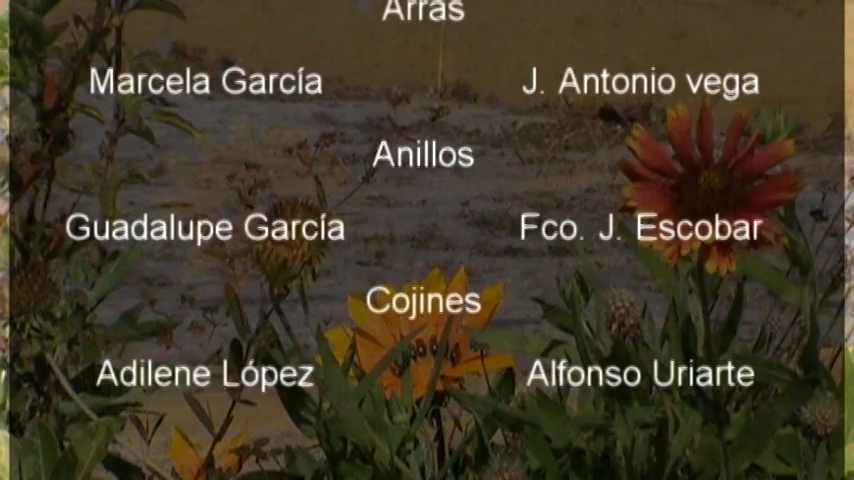 Arras
Marcela García J. Antonio vega
Anillos
Guadalupe García Fco. J. Escobar
Cojines
Adilene López Alfonso Uriarte